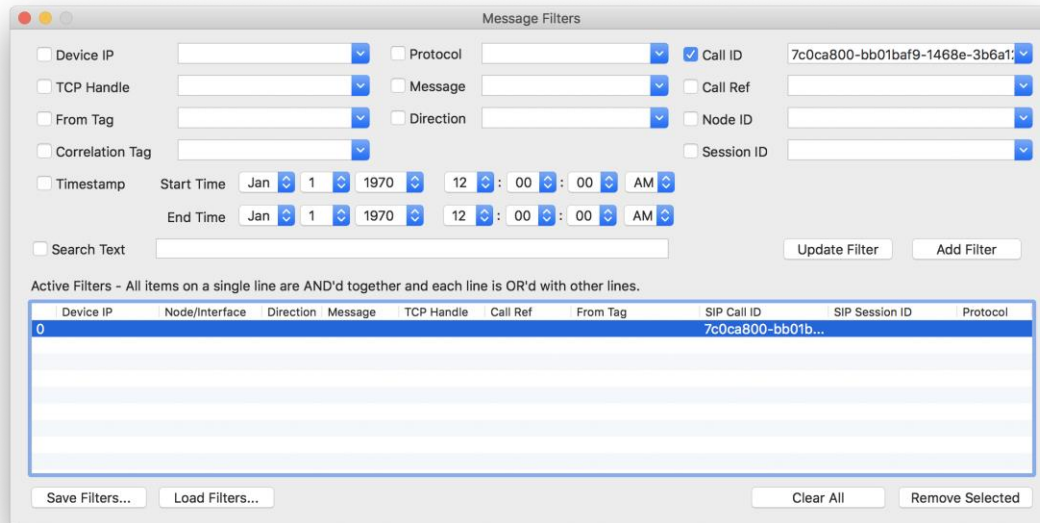 Message Filters
Device IP Protocol Call ID 7c0ca800-bb01baf9-1468e-3b6a1
TCP Handle Message Call Ref
From Tag Direction Node ID
Correlation Tag Session ID
Timestamp Start Time Jan 1 1970 12 : 00 : 00 AM
End Time Jan 1 1970 12 : 00 : 00 AM
Search Text Update Filter Add Filter
Active Filters - All items on a single line are AND'd together and each line is OR'd with other lines.
Device IP Node/Interface Direction Message TCP Handle Call Ref From Tag SIP Call ID SIP Session ID Protocol
0 7c0ca800-bb01b...
Save Filters... Load Filters... Clear All Remove Selected